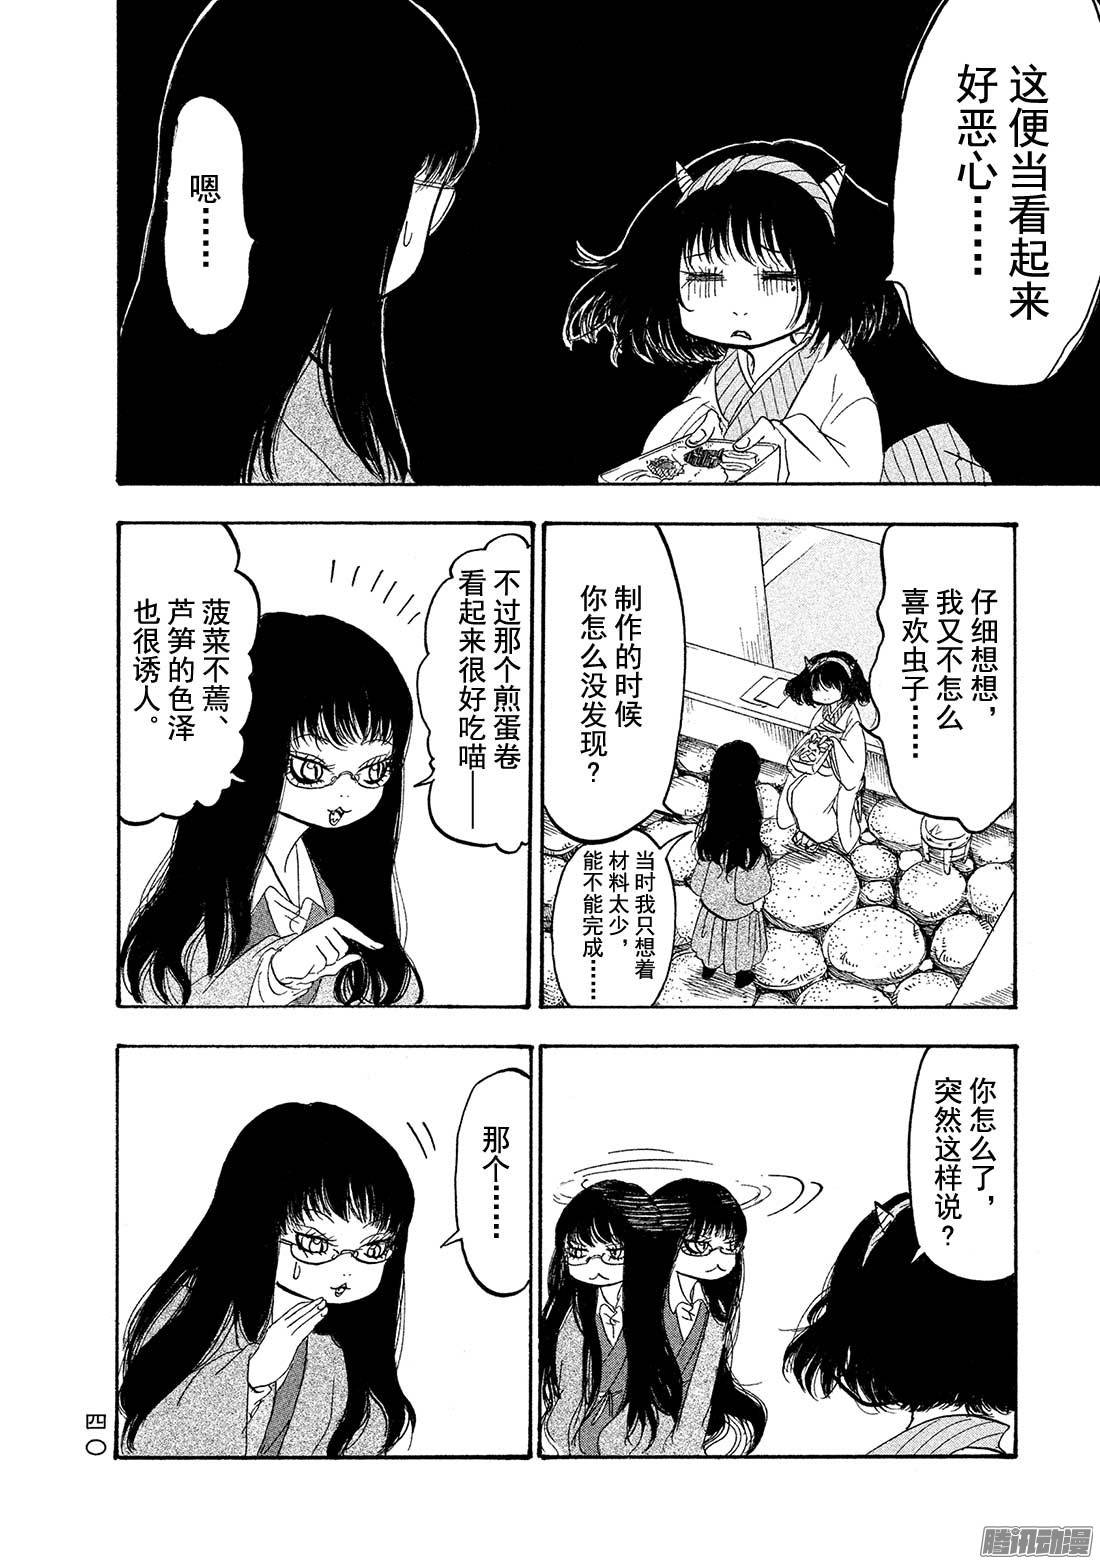 这便当看起来
好恶心……
嗯……
仔细想想，
我又不怎么
喜欢虫子……
制作的时候
你怎么没发现？
当时我只想着
材料太少，
能不能完成……
不过那个煎蛋卷
看起来很好吃喵——
菠菜不蔫、
芦笋的色泽
也很诱人。
你怎么了，
突然这样说？
那个……
四〇
腾讯动漫